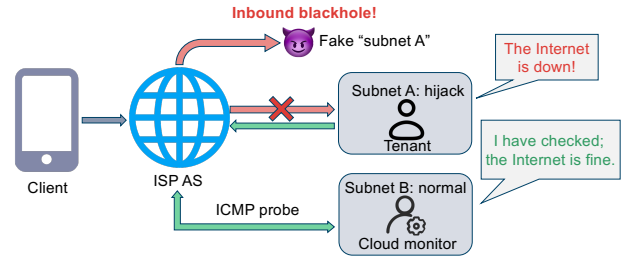 Inbound blackhole!
Fake “subnet A”
The Internet
is down!
Subnet A: hijack
Tenant
I have checked;
the Internet is fine.
Client
ISP AS
ICMP probe
Subnet B: normal
Cloud monitor